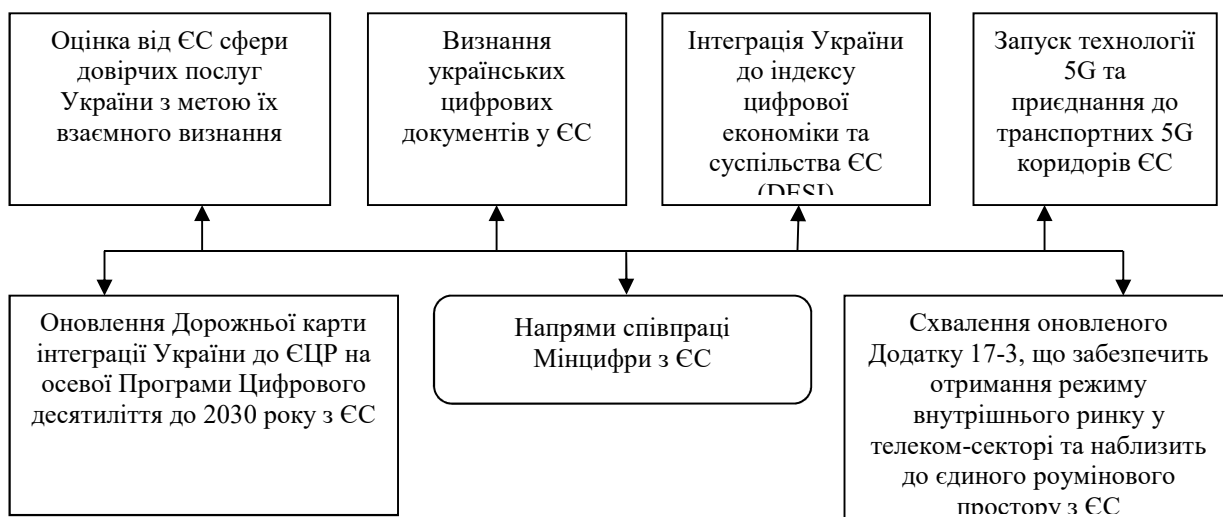 Оцінка від ЄС сфери
довірчих послуг
України з метою їх
взаємного визнання
Визнання
українських
цифрових
документів у ЄС
Інтеграція України
до індексу
цифрової
економіки та
суспільства ЄС
(DESI)
Запуск технології
5G та
приєднання до
транспортних 5G
коридорів ЄС
Оновлення Дорожньої карти
інтеграції України до ЄЦР на
осевої Програми Цифрового
десятиліття до 2030 року з ЄС
Напрями співпраці
Мінцифри з ЄС
Схвалення оновленого
Додатку 17-3, що забезпечить
отримання режиму
внутрішнього ринку у
телеком-секторі та наблизить
до єдиного роумінового
простору з ЄС